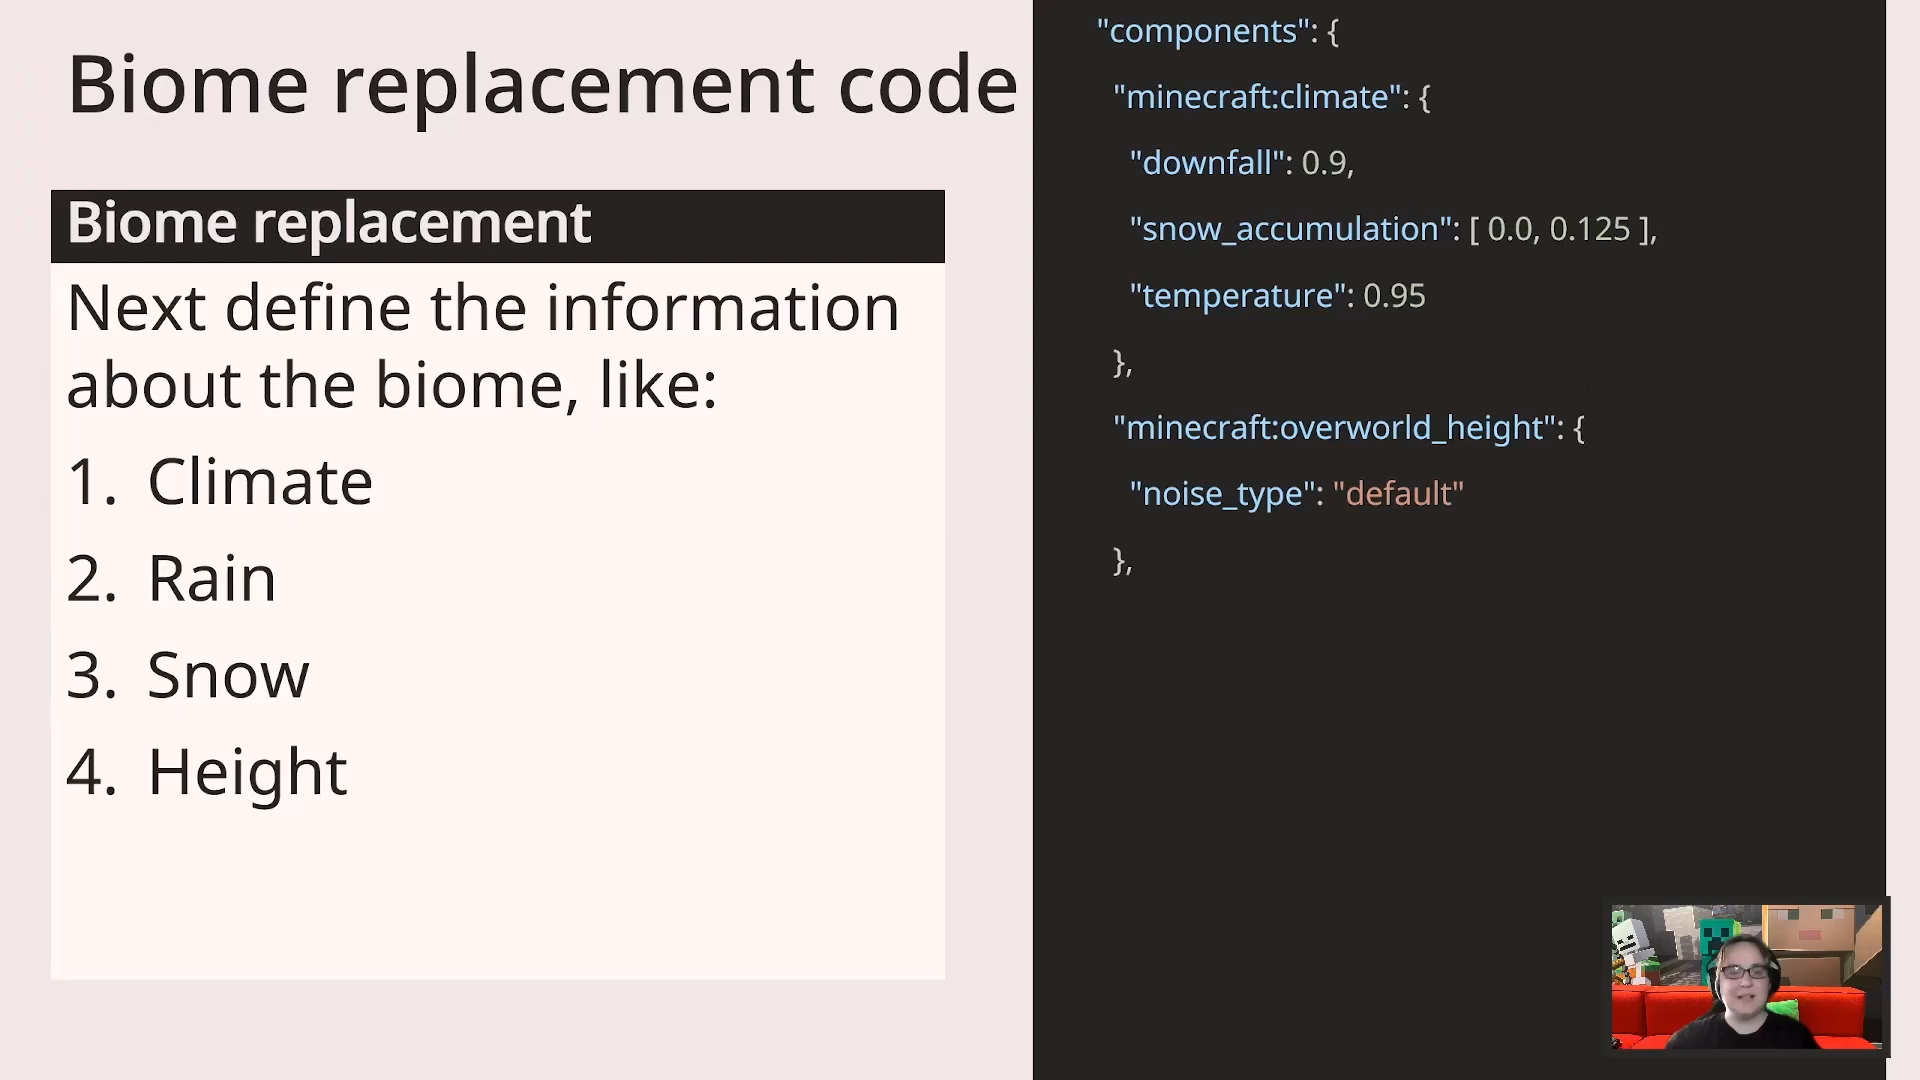 Biome replacement code
Biome replacement
Next define the information
about the biome, like:
1. Climate
2. Rain
3. Snow
4. Height
"components": {
"minecraft:climate": {
"downfall": 0.9,
"snow_accumulation": [ 0.0, 0.125 ],
"temperature": 0.95
},
"minecraft:overworld_height": {
"noise_type": "default"
},